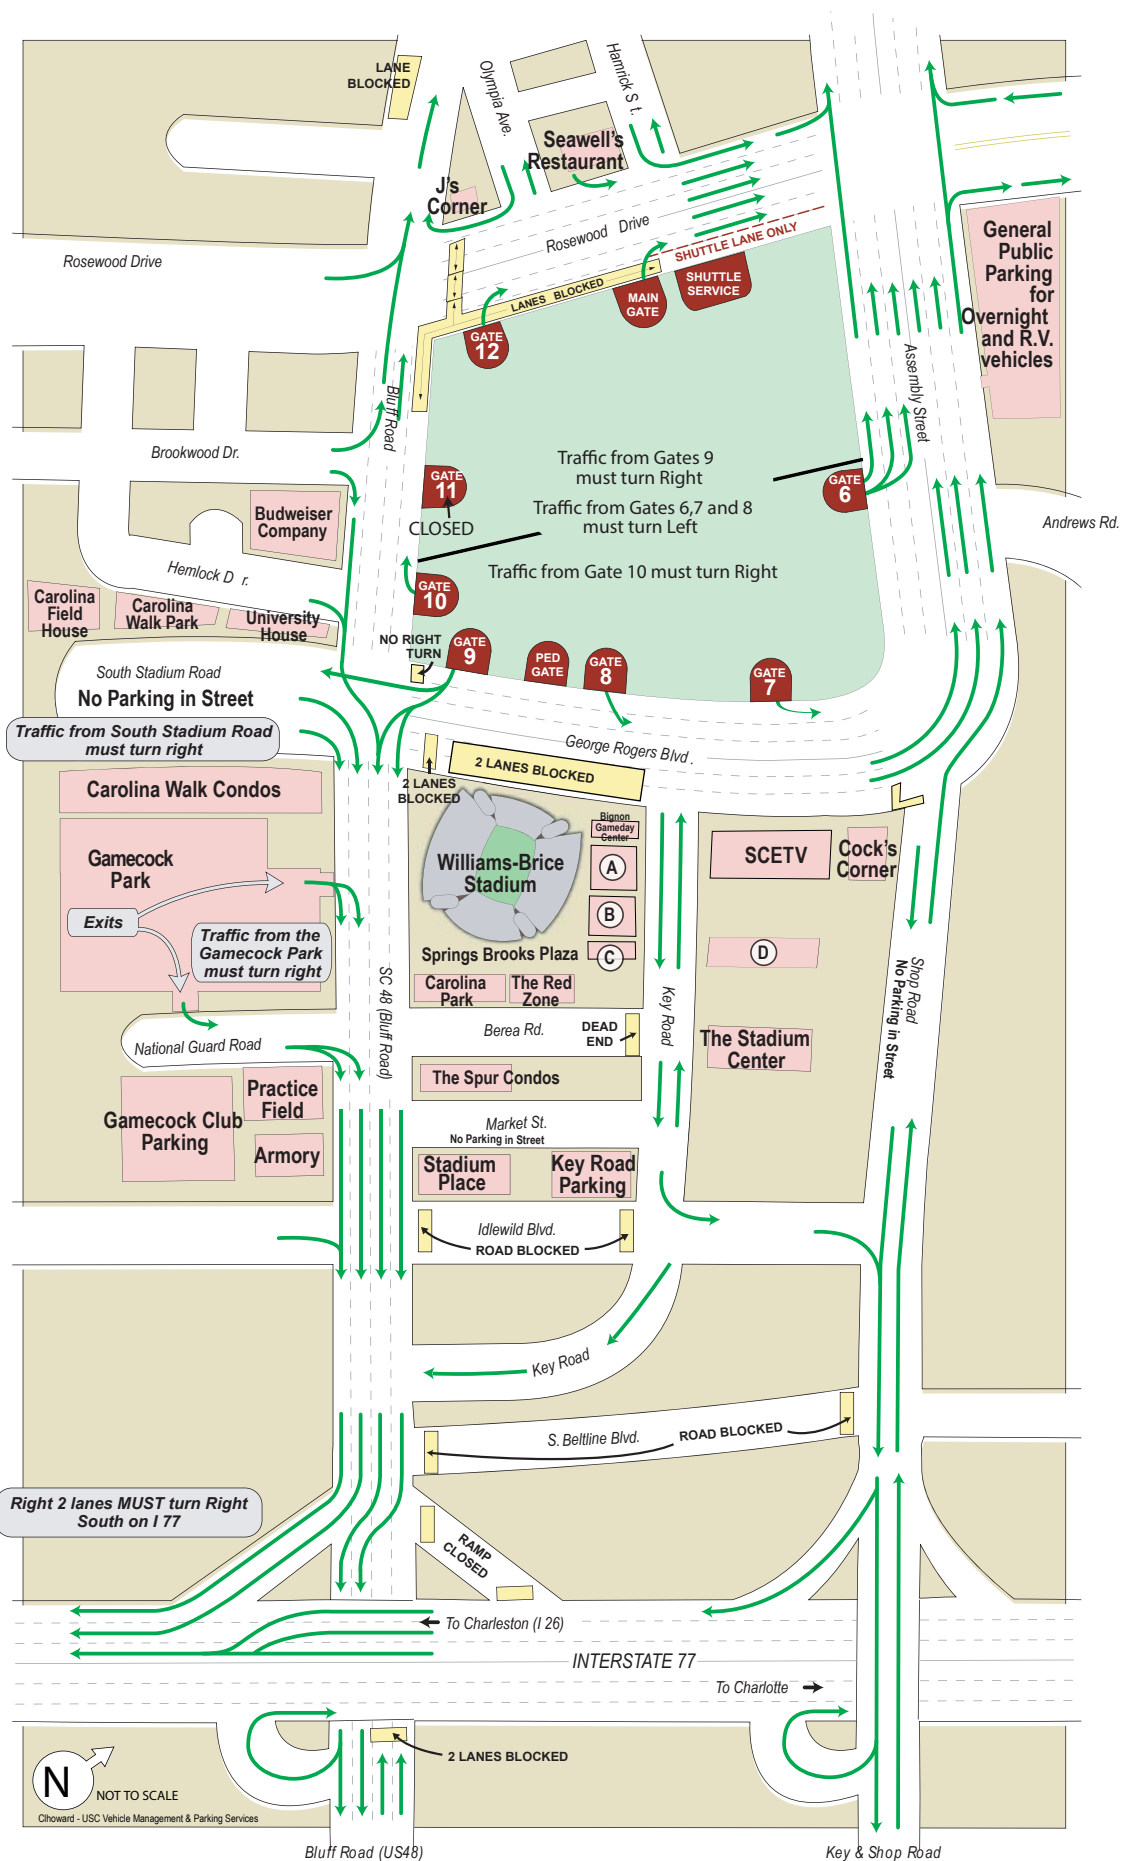 LANE
BLOCKED
Olympia Ave.
Hamrick S t.
Seawell's
Restaurant
J's
Corner
Rosewood Drive
Rosewood Drive
SHUTTLE LANE ONLY
SHUTTLE
SERVICE
MAIN
GATE
LANES BLOCKED
GATE
12
General
Public
Parking
for
Overnight
and R.V.
vehicles
Assembly Street
Bluff Road
Brookwood Dr.
Traffic from Gates 9
must turn Right
GATE
6
GATE
11
CLOSED
Traffic from Gates 6,7 and 8
must turn Left
Andrews Rd.
Budweiser
Company
Hemlock D r.
Traffic from Gate 10 must turn Right
GATE
10
Carolina
Field
House
Carolina
Walk Park
University
House
NO RIGHT
TURN
GATE
9
PED
GATE
GATE
8
GATE
7
South Stadium Road
No Parking in Street
Traffic from South Stadium Road
must turn right
George Rogers Blvd .
2 LANES BLOCKED
2 LANES
BLOCKED
Carolina Walk Condos
Bignon
Gameday
Center
Gamecock
Park
Williams-Brice
Stadium
A
SCETV
Cock's
Corner
Exits
B
Traffic from the
Gamecock Park
must turn right
Springs Brooks Plaza
C
D
Shop Road
No Parking in Street
SC 48 (Bluff Road)
Carolina
Park
The Red
Zone
Key Road
Berea Rd.
DEAD
END
The Stadium
Center
National Guard Road
The Spur Condos
Practice
Field
Gamecock Club
Parking
Armory
Market St.
No Parking in Street
Stadium
Place
Key Road
Parking
Idlewild Blvd.
ROAD BLOCKED
Key Road
S. Beltline Blvd.
ROAD BLOCKED
Right 2 lanes MUST turn Right
South on I 77
RAMP
CLOSED
To Charleston (I 26)
INTERSTATE 77
To Charlotte
2 LANES BLOCKED
N
NOT TO SCALE
Clhoward - USC Vehicle Management & Parking Services
Bluff Road (US48)
Key & Shop Road